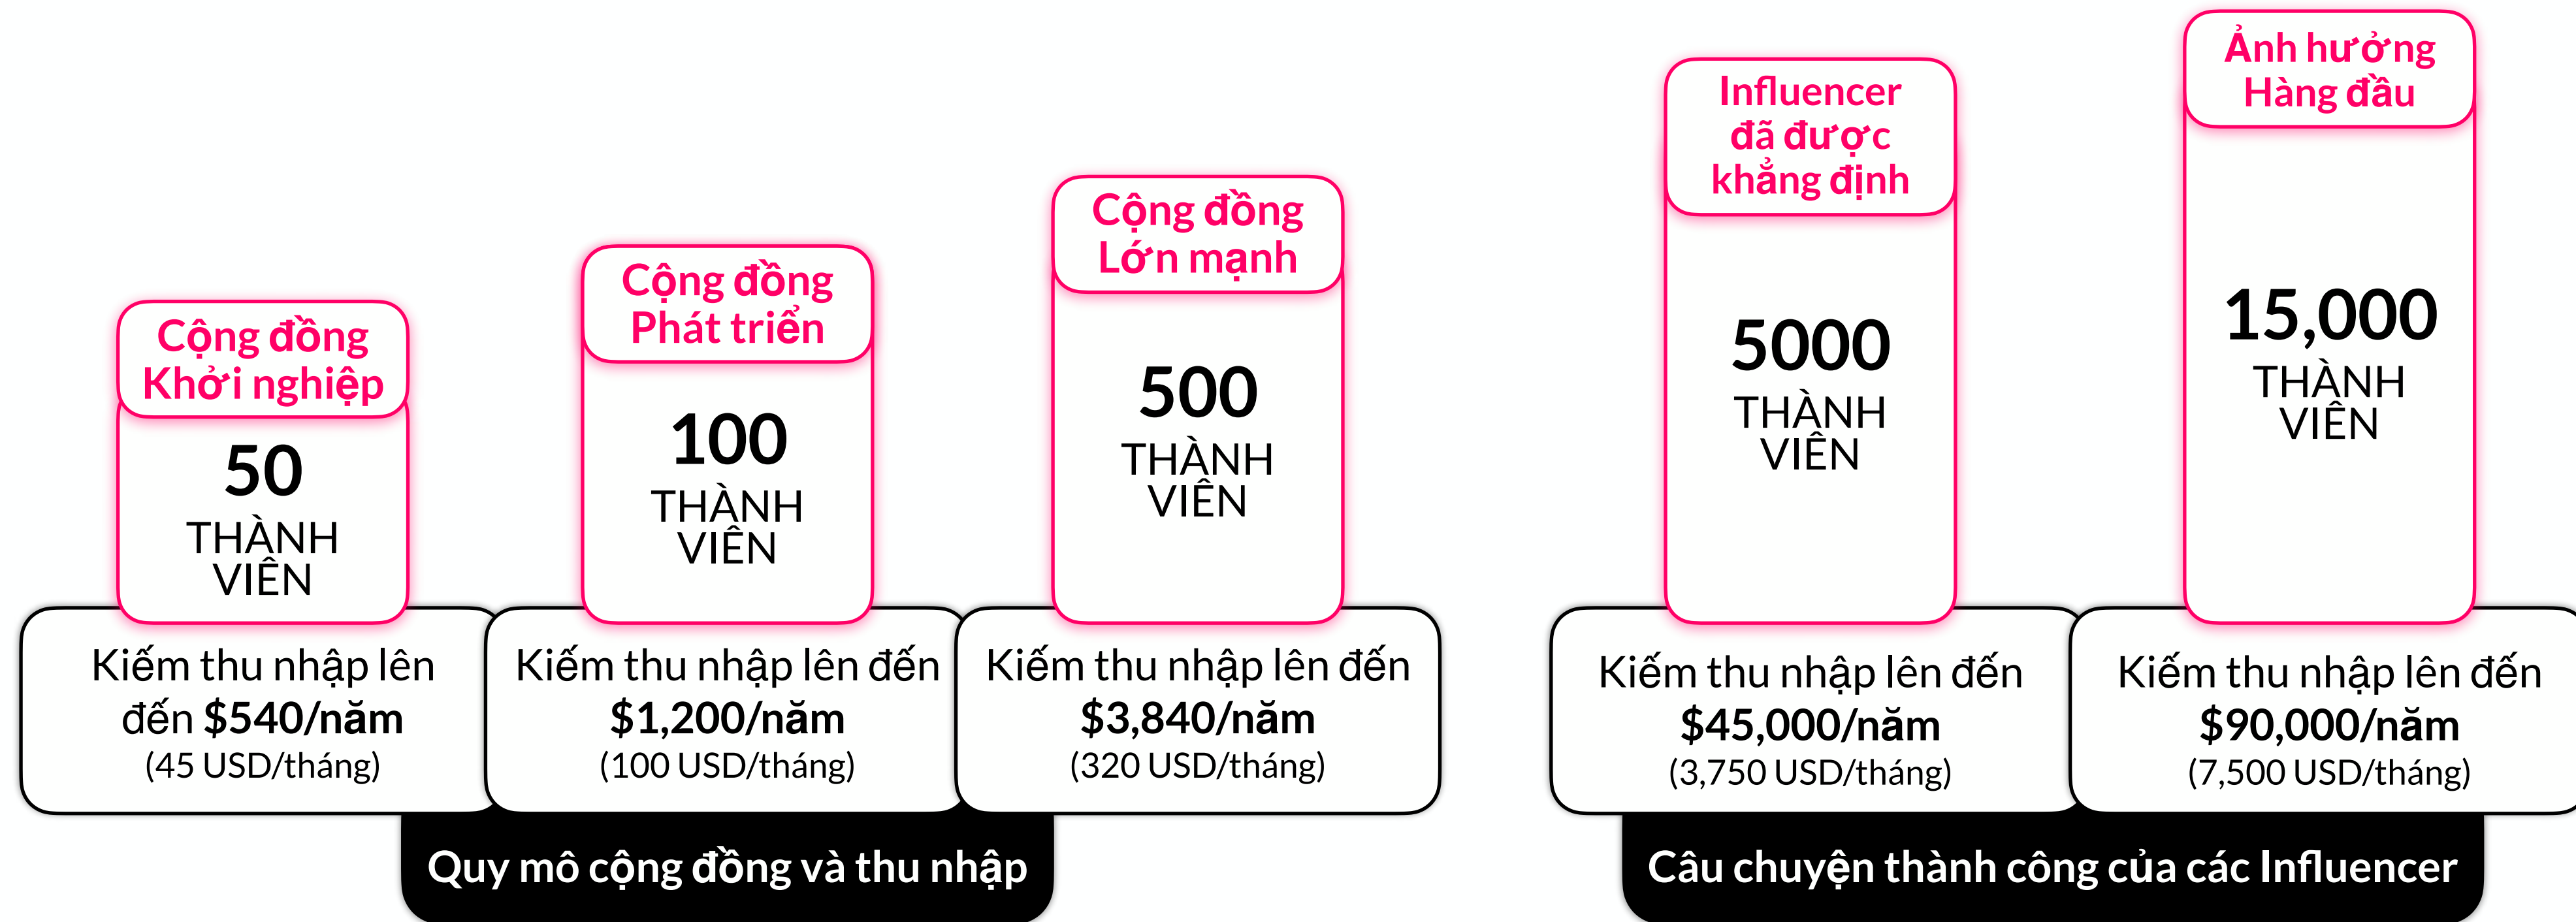 Cộng đồng
Khởi nghiệp
50
THÀNH
VIÊN
Kiếm thu nhập lên
đến $540/năm
(45 USD/tháng)
Cộng đồng
Phát triển
100
THÀNH
VIÊN
Kiếm thu nhập lên đến
$1,200/năm
(100 USD/tháng)
Cộng đồng
Lớn mạnh
500
THÀNH
VIÊN
Kiếm thu nhập lên đến
$3,840/năm
(320 USD/tháng)
Quy mô cộng đồng và thu nhập
Influencer
đã được
khẳng định
5000
THÀNH
VIÊN
Kiếm thu nhập lên đến
$45,000/năm
(3,750 USD/tháng)
Ảnh hưởng
Hàng đầu
15,000
THÀNH
VIÊN
Kiếm thu nhập lên đến
$90,000/năm
(7,500 USD/tháng)
Câu chuyện thành công của các Influencer